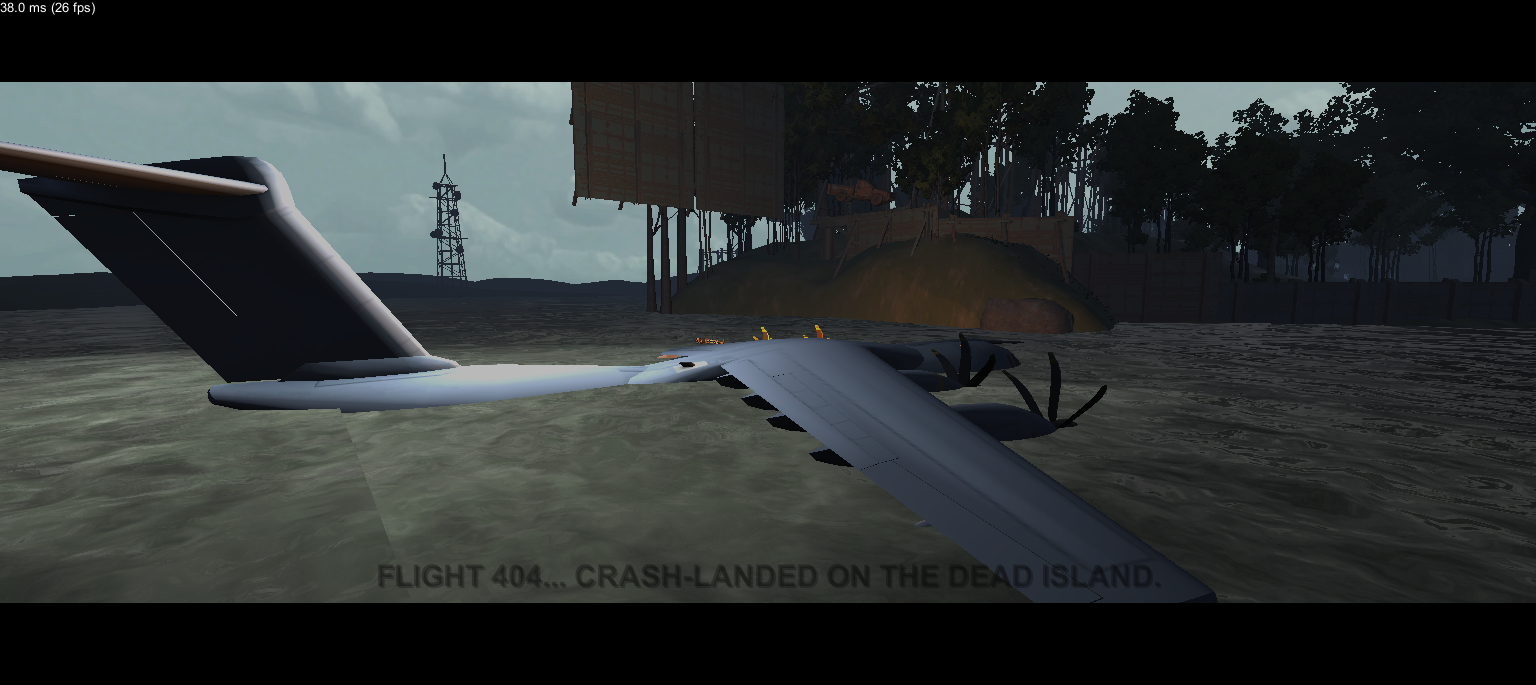 38.0 ms (26 fps)
FLIGHT 404... CRASH-LANDED ON THE DEAD ISLAND.